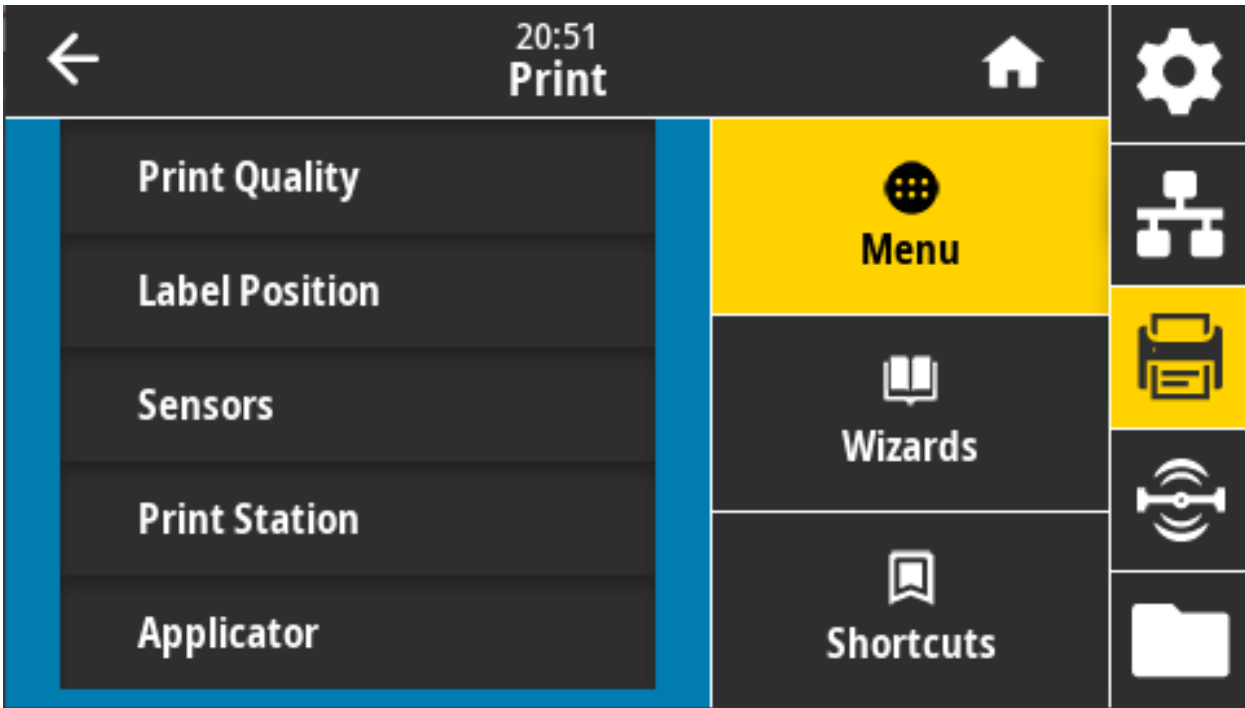 20:51
Print
Print Quality
Label Position
Sensors
Print Station
Applicator
Menu
Wizards
Shortcuts